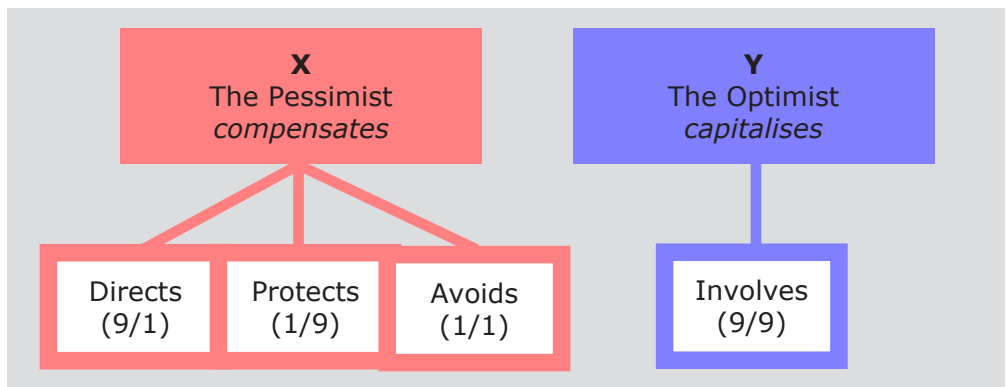 X
The Pessimist
compensates
Y
The Optimist
capitalises
Directs
(9/1)
Protects
(1/9)
Avoids
(1/1)
Involves
(9/9)